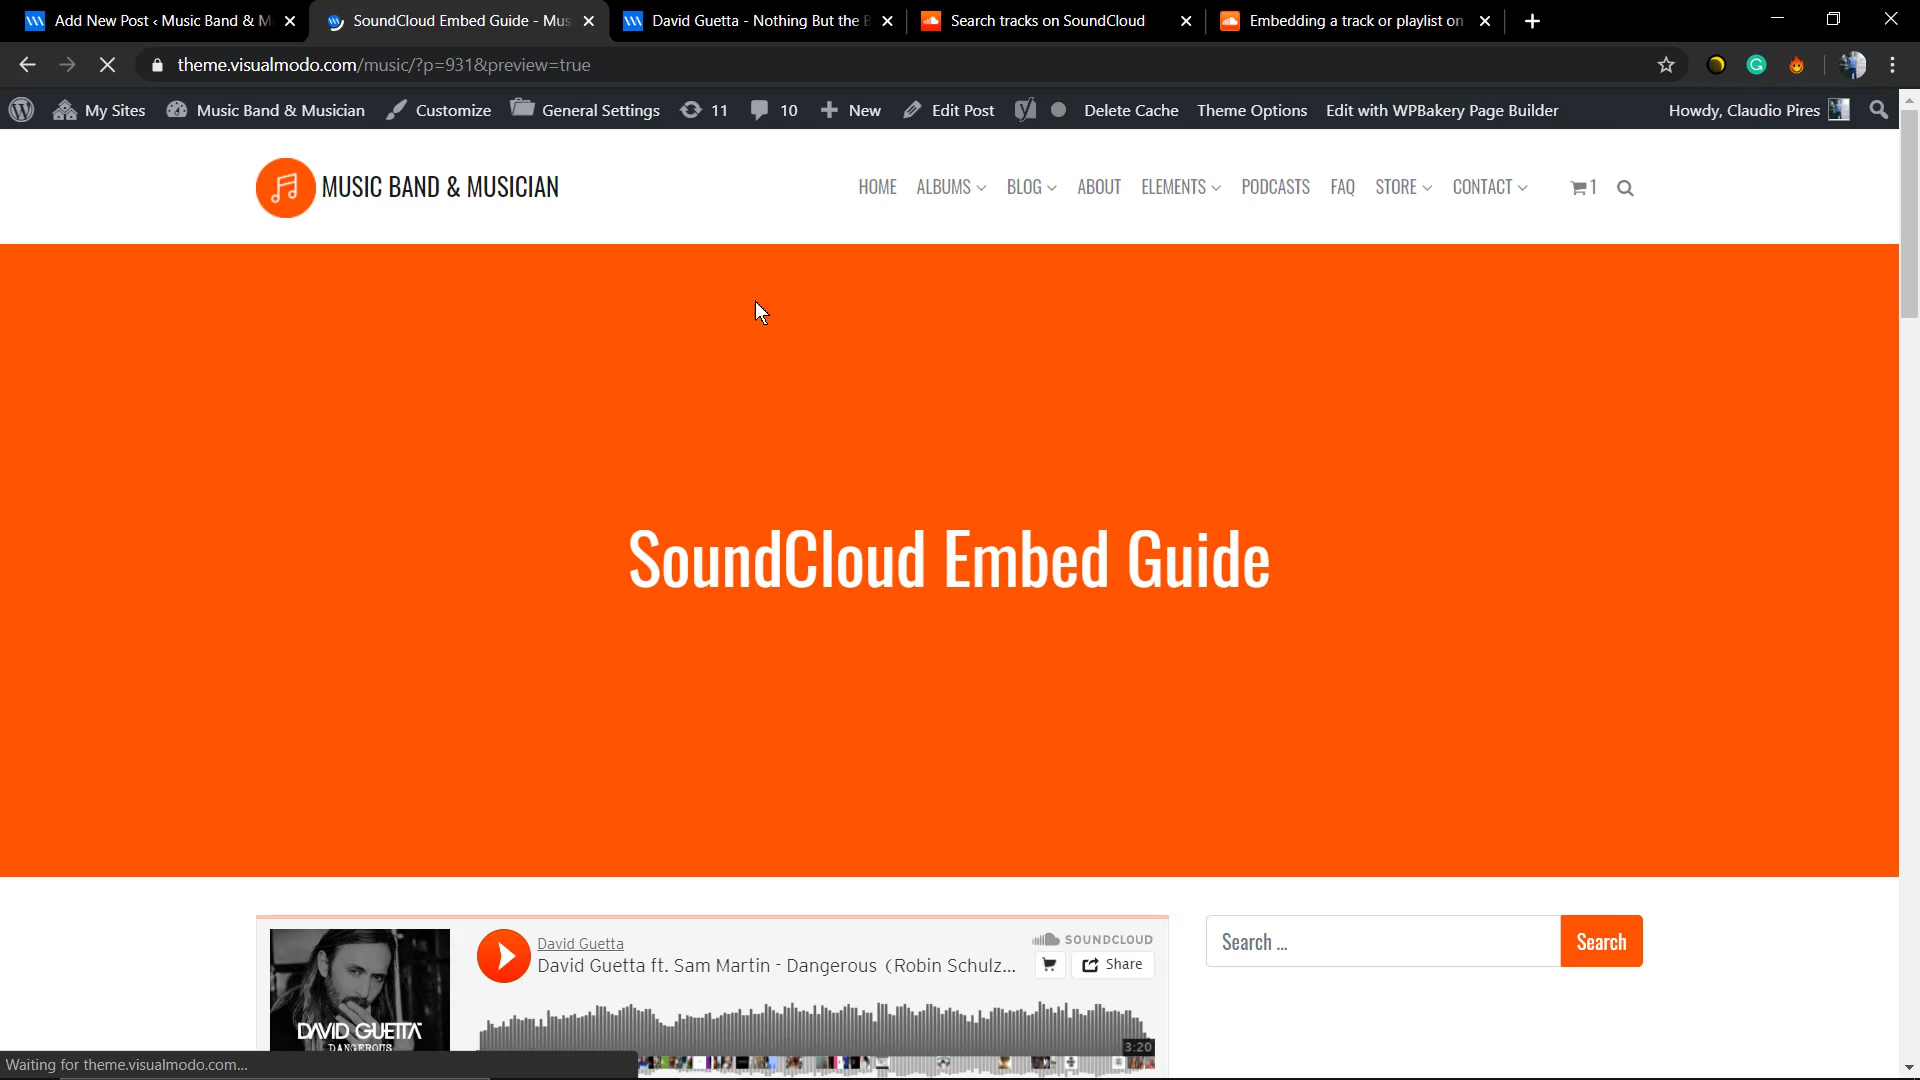 Add New Post ‹ Music Band & M
SoundCloud Embed Guide - Mus
David Guetta - Nothing But the B
Search tracks on SoundCloud
Embedding a track or playlist on
theme.visualmodo.com/music/?p=931&preview=true
My Sites Music Band & Musician Customize General Settings 11 10 New Edit Post Delete Cache Theme Options Edit with WPBakery Page Builder Howdy, Claudio Pires
MUSIC BAND & MUSICIAN
HOME ALBUMS BLOG ABOUT ELEMENTS PODCASTS FAQ STORE CONTACT 1
SoundCloud Embed Guide
David Guetta
SOUNDCLOUD
David Guetta ft. Sam Martin - Dangerous (Robin Schulz...
Share
DAVID GUETTA
DANGEROUS
3:20
Search ...
Search
Waiting for theme.visualmodo.com...